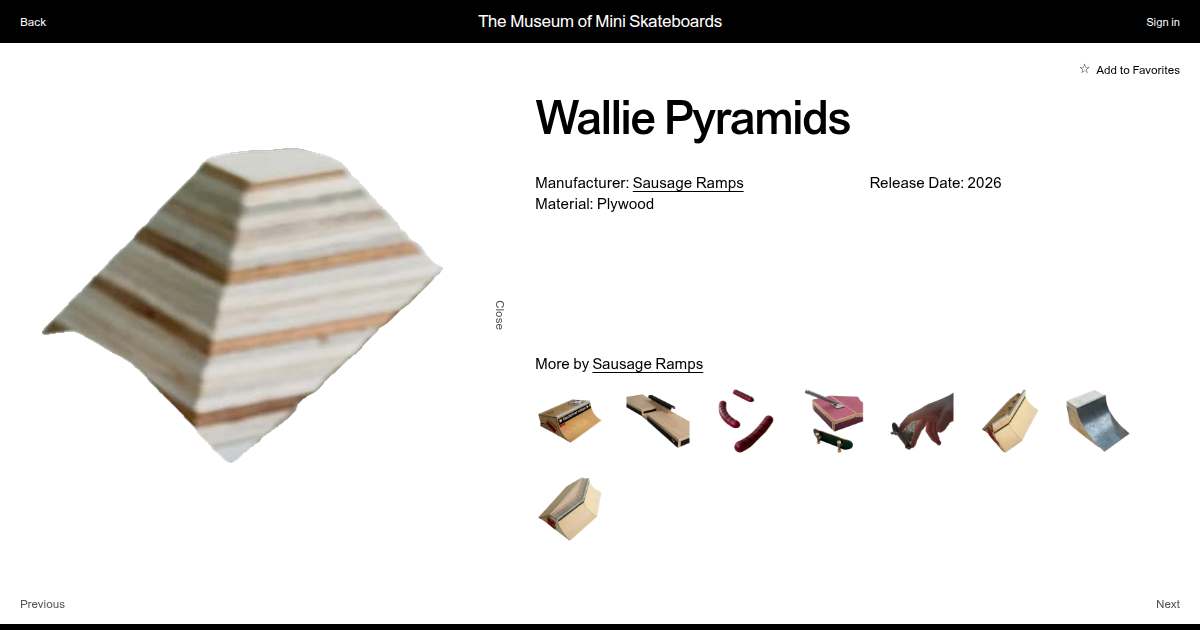 Back
The Museum of Mini Skateboards
Sign in
☆ Add to Favorites
Wallie Pyramids
Manufacturer: Sausage Ramps
Release Date: 2026
Material: Plywood
Close
More by Sausage Ramps
Previous
Next